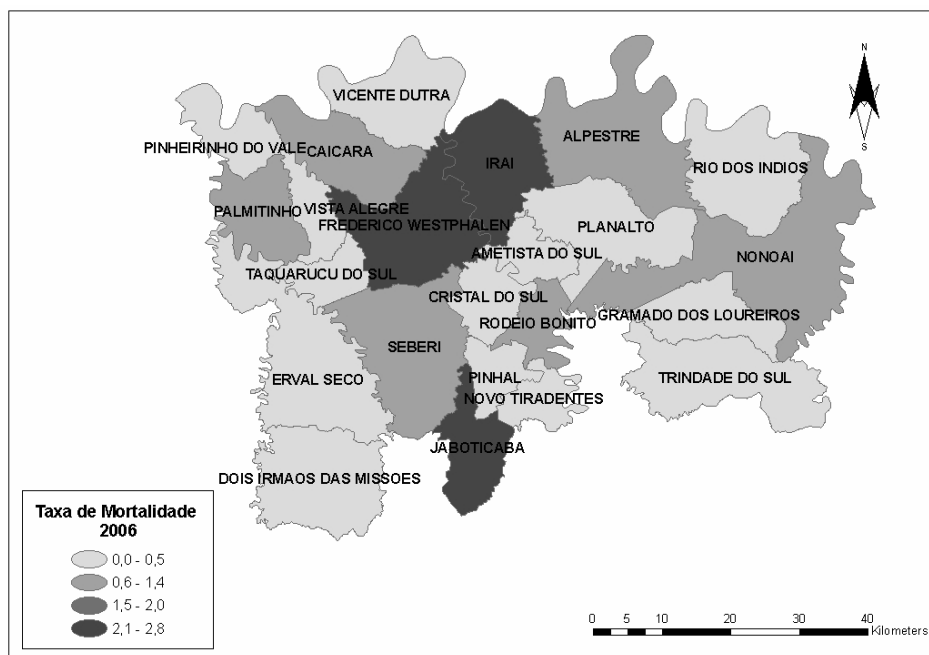 N
VICENTE DUTRA
ALPESTRE
PINHEIRINHO DO VALE
CAICARA
IRAI
RIO DOS INDIOS
PALMITINHO
VISTA ALEGRE
FREDERICO WESTPHALEN
PLANALTO
AMETISTA DO SUL
NONOAI
TAQUARUCU DO SUL
CRISTAL DO SUL
GRAMADO DOS LOUREIROS
RODEIO BONITO
SEBERI
ERVAL SECO
PINHAL
TRINDADE DO SUL
NOVO TIRADENTES
JABOTICABA
DOIS IRMAOS DAS MISSOES
S
Taxa de Mortalidade
2006
0,0 - 0,5
0,6 - 1,4
1,5 - 2,0
2,1 - 2,8
0 5 10 20 30 40
Kilometers